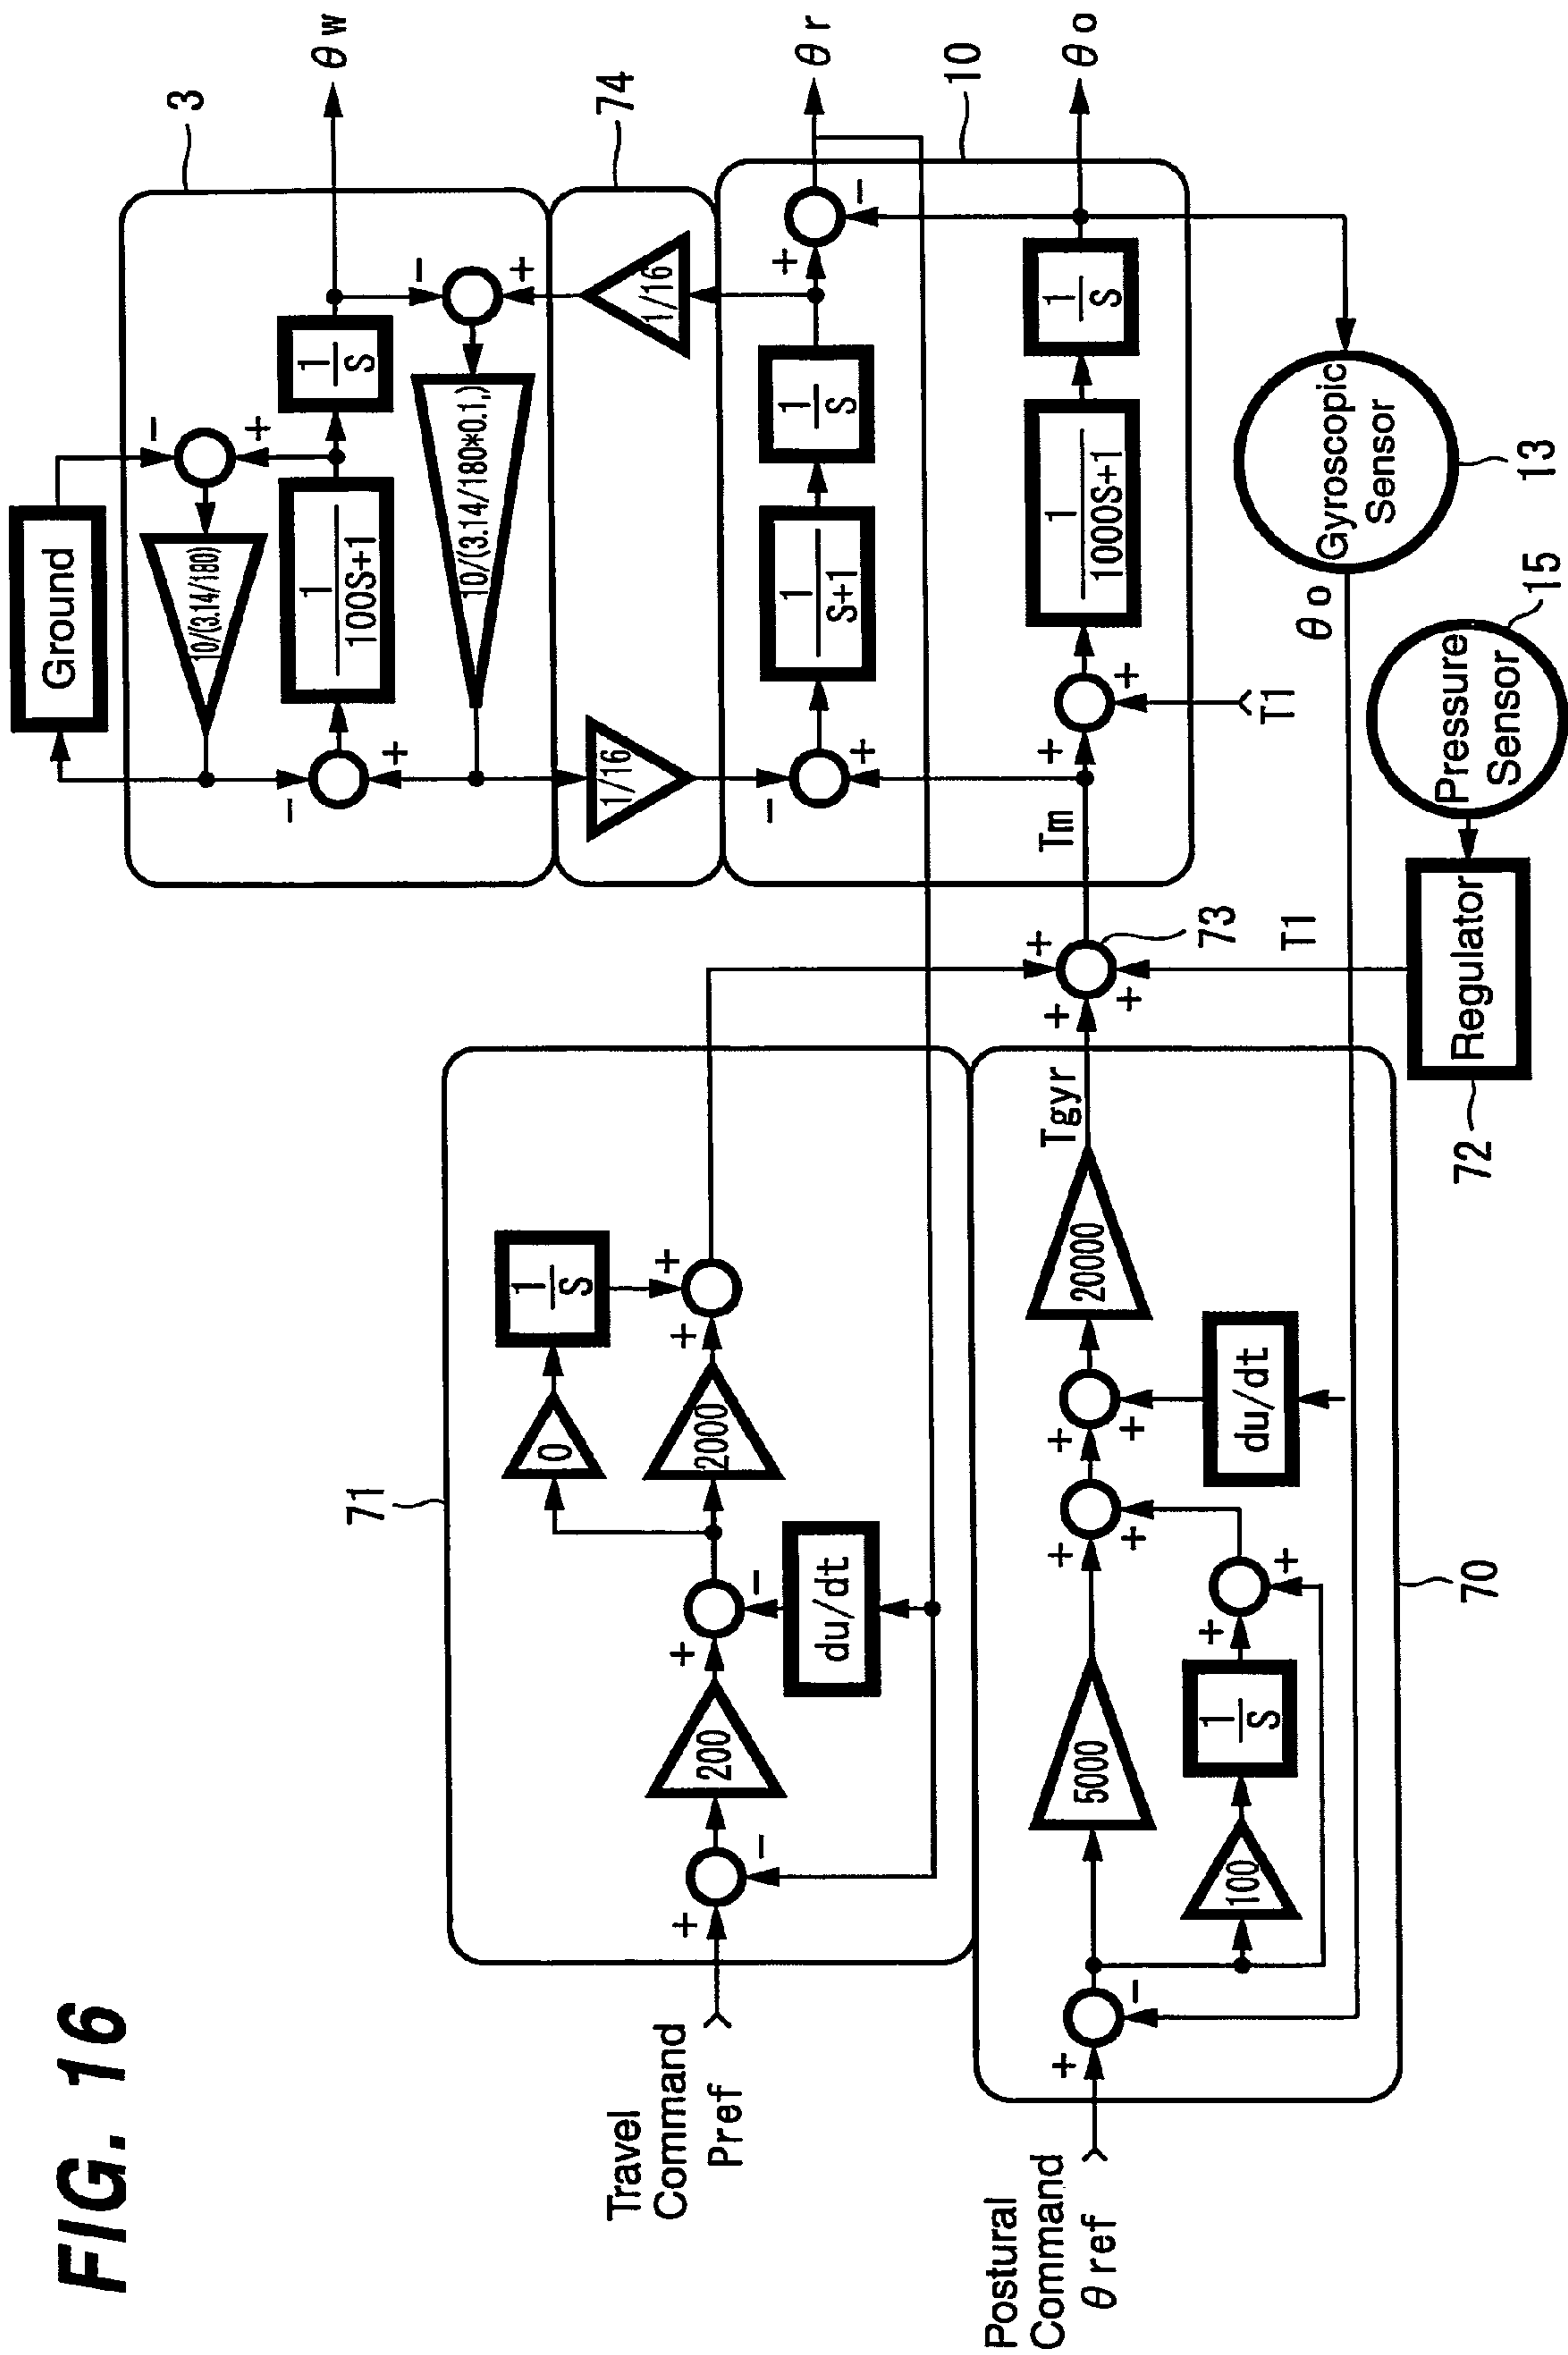 FIG. 16
Travel
Command
Pref
+
-
200
+
-
du/dt
0
2000
1/S
+
+
71
Postural
Command
θref
+
-
5000
100
1/S
+
+
+
+
+
+
du/dt
20000
Tgyr
70
+
+
+
73
T1
Regulator
72
Pressure
Sensor
15
Gyroscopic
Sensor
13
θo
Tm
Ground
-
+
10/(3.14/180)
-
+
1/(100S+1)
1/S
-
+
10/(3.14/180*0.1,)
3
θw
1/16
1/16
74
-
+
1/(S+1)
1/S
+
-
θr
10
+
+
T1
1/(1000S+1)
1/S
θo